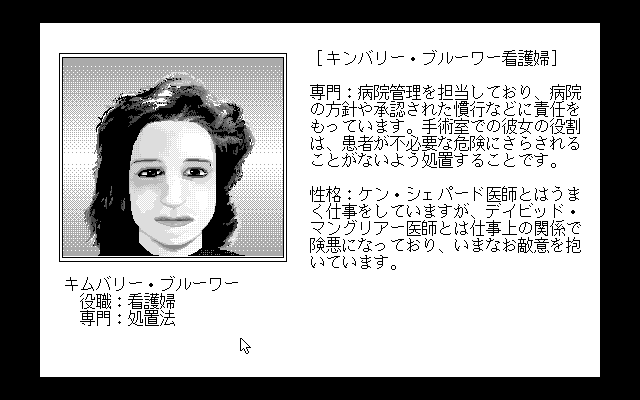 [キンバリー・ブルーワー看護婦]
専門：病院管理を担当しており、病院
の方針や承認された慣行などに責任を
もっています。手術室での彼女の役割
は、患者が不必要な危険にさらされる
ことがないよう処置することです。
性格：ケン・シェパード医師とはうま
く仕事をしていますが、デイビッド・
マングリアー医師とは仕事上の関係で
険悪になっており、いまなお敵意を抱
いています。
キムバリー・ブルーワー
役職：看護婦
専門：処置法